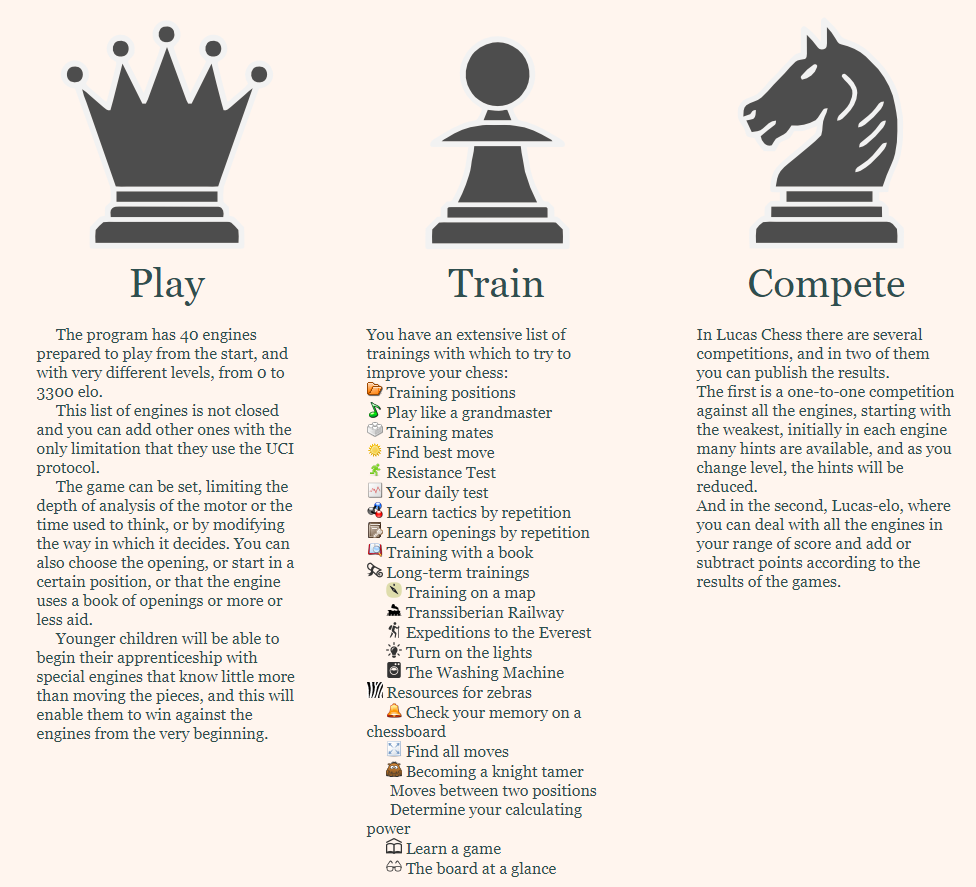 Play
The program has 40 engines
prepared to play from the start, and
with very different levels, from 0 to
3300 elo.
This list of engines is not closed
and you can add other ones with the
only limitation that they use the UCI
protocol.
The game can be set, limiting the
depth of analysis of the motor or the
time used to think, or by modifying
the way in which it decides. You can
also choose the opening, or start in a
certain position, or that the engine
uses a book of openings or more or
less aid.
Younger children will be able to
begin their apprenticeship with
special engines that know little more
than moving the pieces, and this will
enable them to win against the
engines from the very beginning.
Train
You have an extensive list of
trainings with which to try to
improve your chess:
Training positions
Play like a grandmaster
Training mates
Find best move
Resistance Test
Your daily test
Learn tactics by repetition
Learn openings by repetition
Training with a book
Long-term trainings
Training on a map
Transsiberian Railway
Expeditions to the Everest
Turn on the lights
The Washing Machine
Resources for zebras
Check your memory on a
chessboard
Find all moves
Becoming a knight tamer
Moves between two positions
Determine your calculating
power
Learn a game
The board at a glance
Compete
In Lucas Chess there are several
competitions, and in two of them
you can publish the results.
The first is a one-to-one competition
against all the engines, starting with
the weakest, initially in each engine
many hints are available, and as you
change level, the hints will be
reduced.
And in the second, Lucas-elo, where
you can deal with all the engines in
your range of score and add or
subtract points according to the
results of the games.